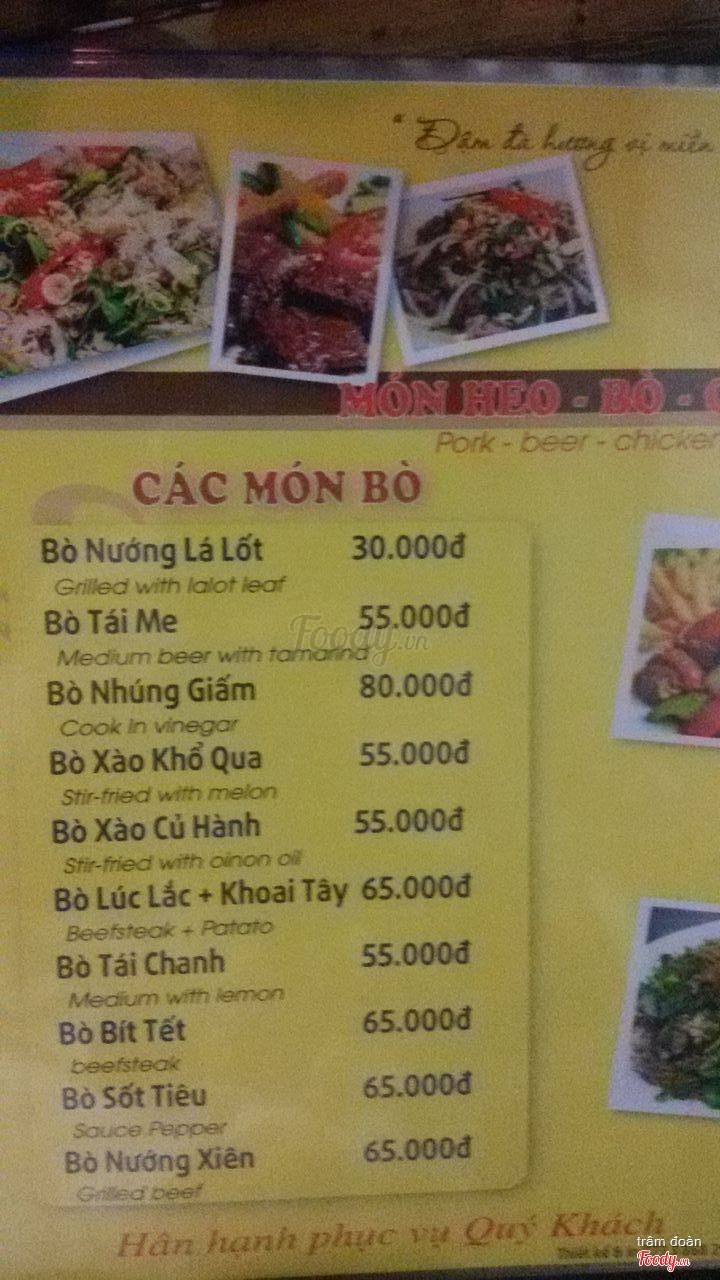 “ Đậm đà hương vị miền
MÓN HEO - BÒ -
Pork - beer - chicken
CÁC MÓN BÒ
Bò Nướng Lá Lốt 30.000đ
Grilled with lalot leaf
Bò Tái Me 55.000đ
Medium beer with tamarind
Bò Nhúng Giấm 80.000đ
Cook in vinegar
Bò Xào Khổ Qua 55.000đ
Stir-fried with melon
Bò Xào Củ Hành 55.000đ
Stir-fried with oinon oil
Bò Lúc Lắc + Khoai Tây 65.000đ
Beefsteak + Patato
Bò Tái Chanh 55.000đ
Medium with lemon
Bò Bít Tết 65.000đ
beefsteak
Bò Sốt Tiêu 65.000đ
Sauce Pepper
Bò Nướng Xiên 65.000đ
Grilled beef
Hân hạnh phục vụ Quý Khách
Thiết kế &
trâm đoàn
Foody.vn
Foody.vn